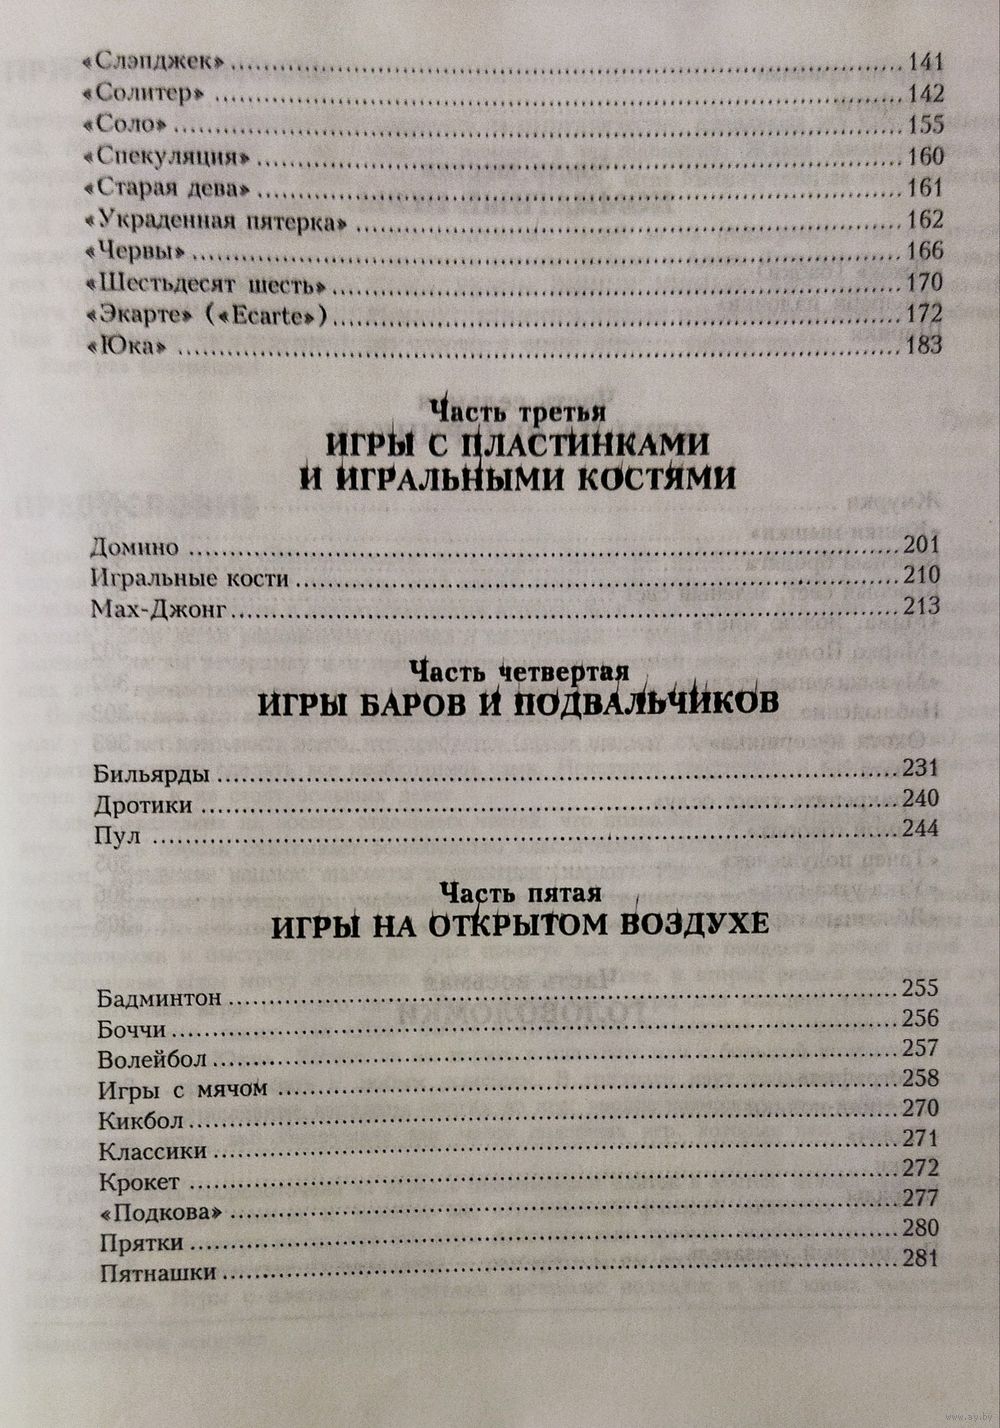 «Слэпджек» 141
«Солитер» 142
«Соло» 155
«Спекуляция» 160
«Старая дева» 161
«Украденная пятерка» 162
«Червы» 166
«Шестьдесят шесть» 170
«Экарте» («Ecarte») 172
«Юка» 183
Часть третья
ИГРЫ С ПЛАСТИНКАМИ
И ИГРАЛЬНЫМИ КОСТЯМИ
Домино 201
Игральные кости 210
Мах-Джонг 213
Часть четвертая
ИГРЫ БАРОВ И ПОДВАЛЬЧИКОВ
Бильярды 231
Дротики 240
Пул 244
Часть пятая
ИГРЫ НА ОТКРЫТОМ ВОЗДУХЕ
Бадминтон 255
Боччи 256
Волейбол 257
Игры с мячом 258
Кикбол 270
Классики 271
Крокет 272
«Подкова» 277
Прятки 280
Пятнашки 281
www.ay.by